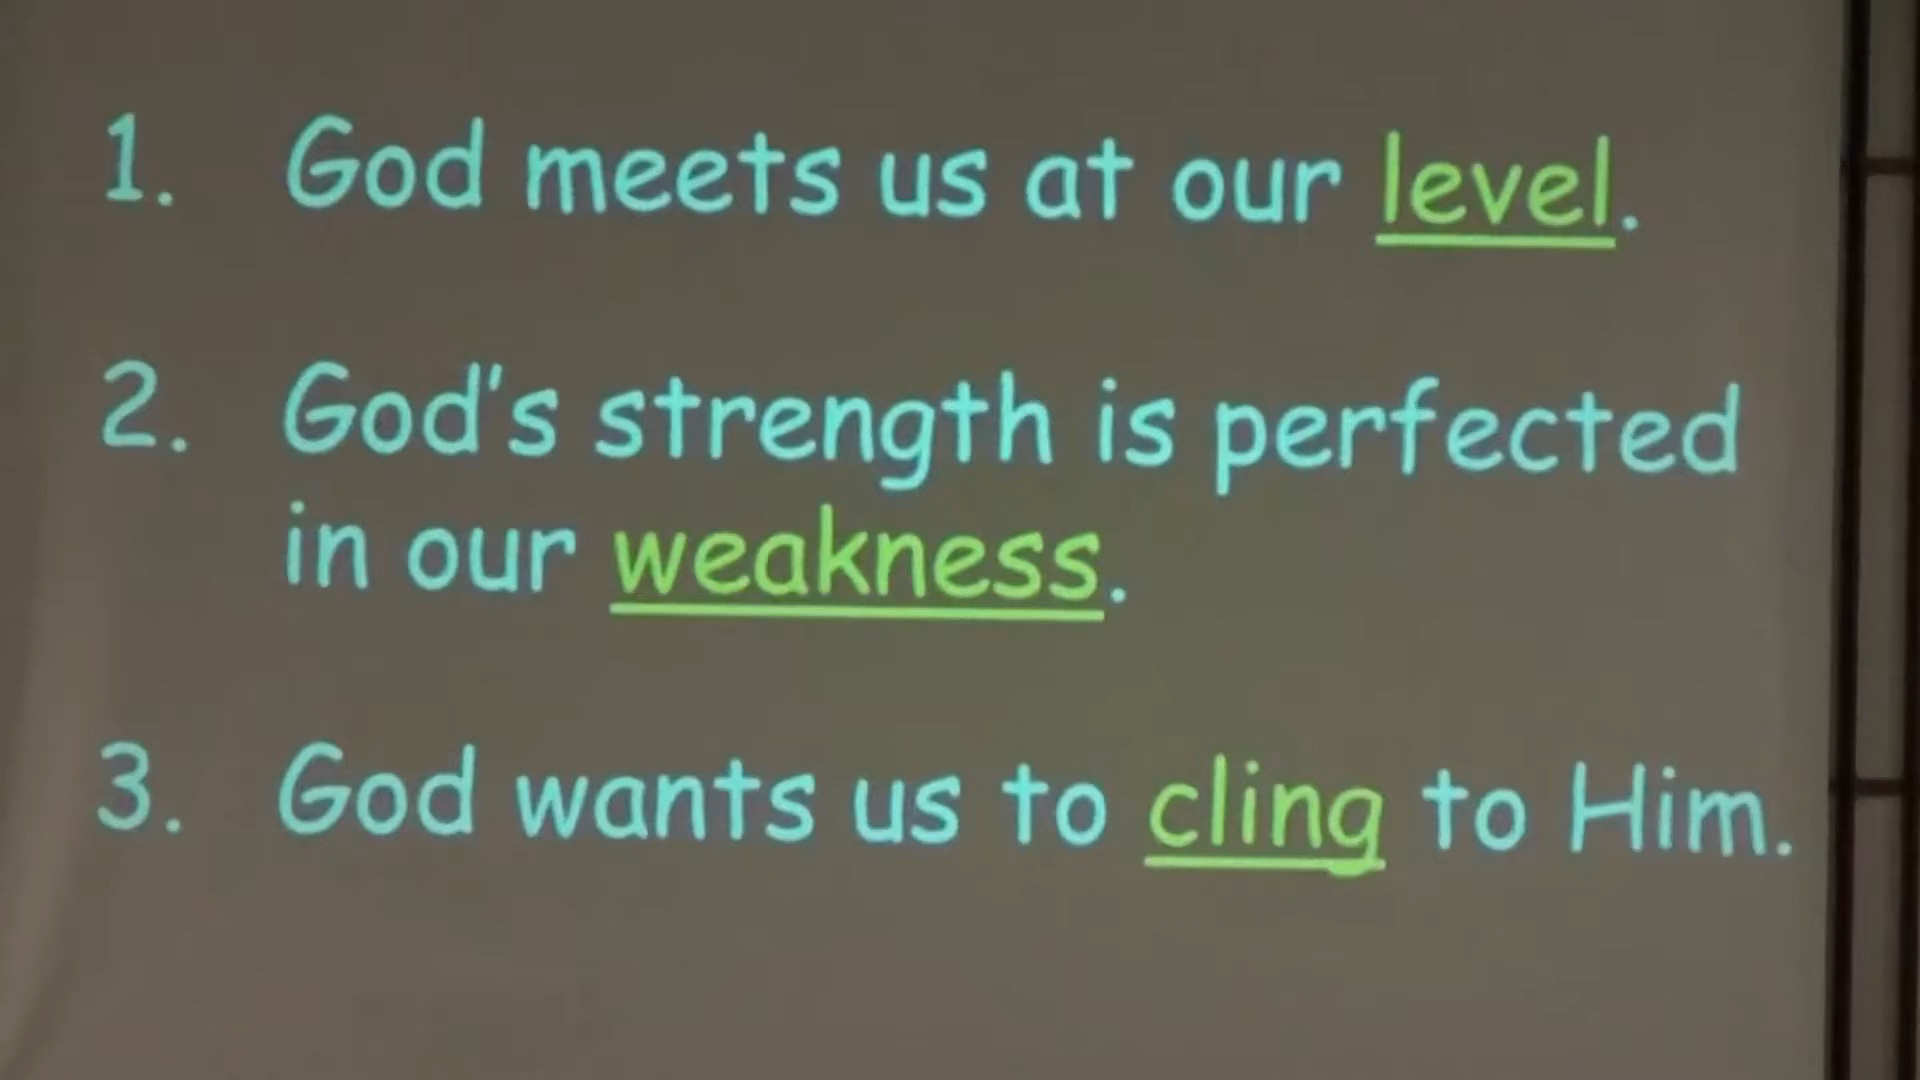 1. God meets us at our level.
2. God's strength is perfected
in our weakness.
3. God wants us to cling to Him.